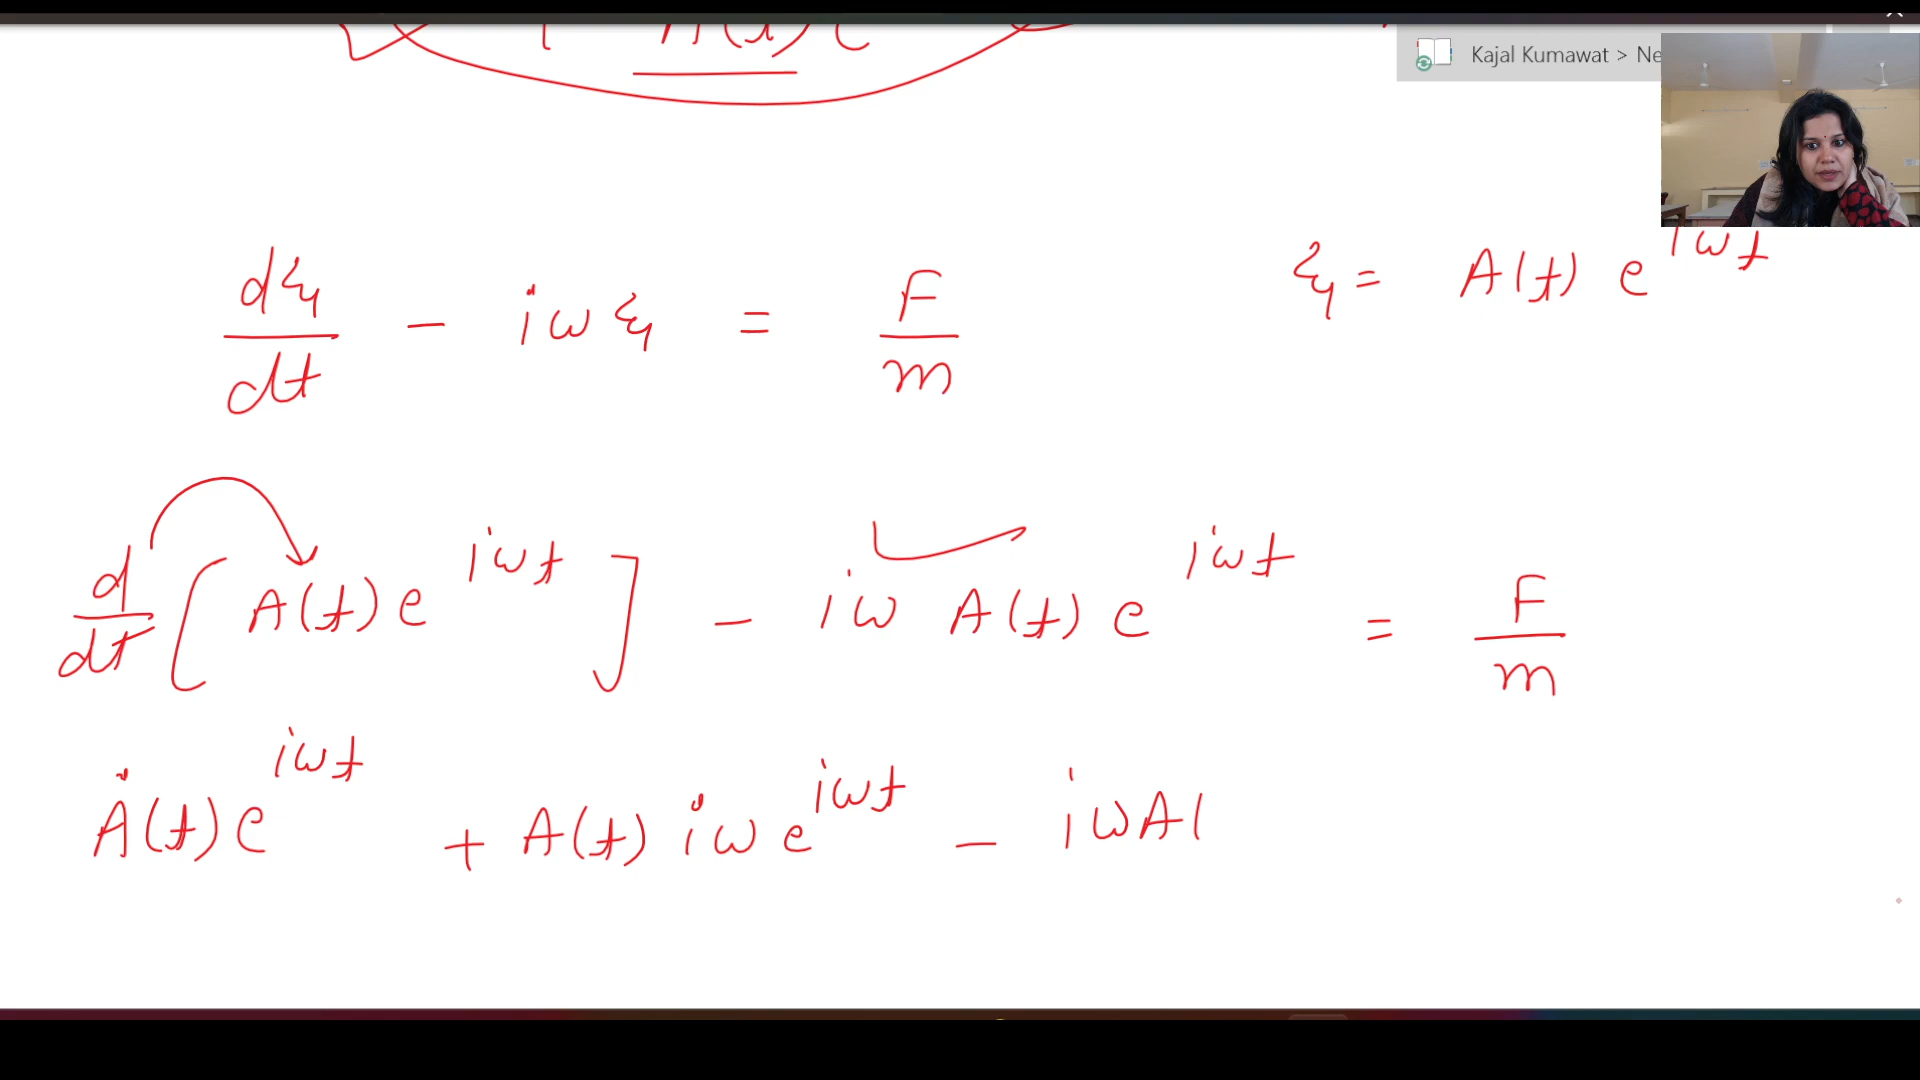 A(t) e
Kajal Kumawat > Ne
dξ/dt - iωξ = F/m
ξ = A(t) e^iωt
d/dt [A(t) e^iωt] - iω A(t) e^iωt = F/m
Ȧ(t) e^iωt + A(t) iω e^iωt - iωA(